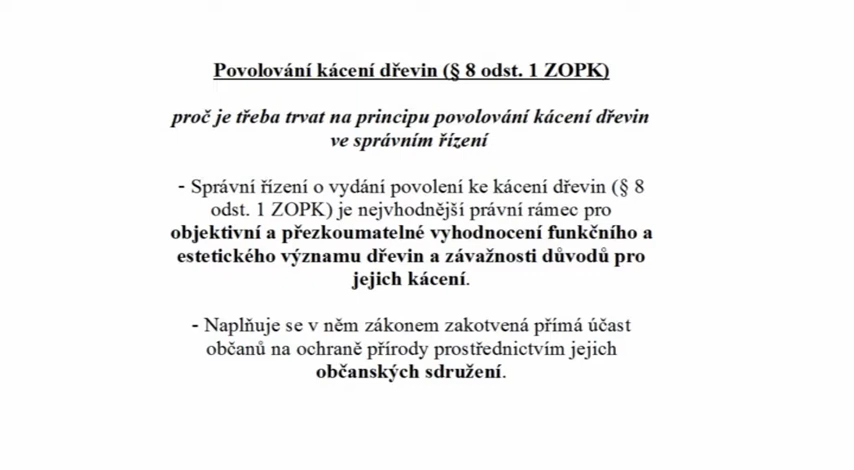 Povolování kácení dřevin (§ 8 odst. 1 ZOPK)
proč je třeba trvat na principu povolování kácení dřevin
ve správním řízení
- Správní řízení o vydání povolení ke kácení dřevin (§ 8
odst. 1 ZOPK) je nejvhodnější právní rámec pro
objektivní a přezkoumatelné vyhodnocení funkčního a
estetického významu dřevin a závažnosti důvodů pro
jejich kácení.
- Naplňuje se v něm zákonem zakotvená přímá účast
občanů na ochraně přírody prostřednictvím jejich
občanských sdružení.